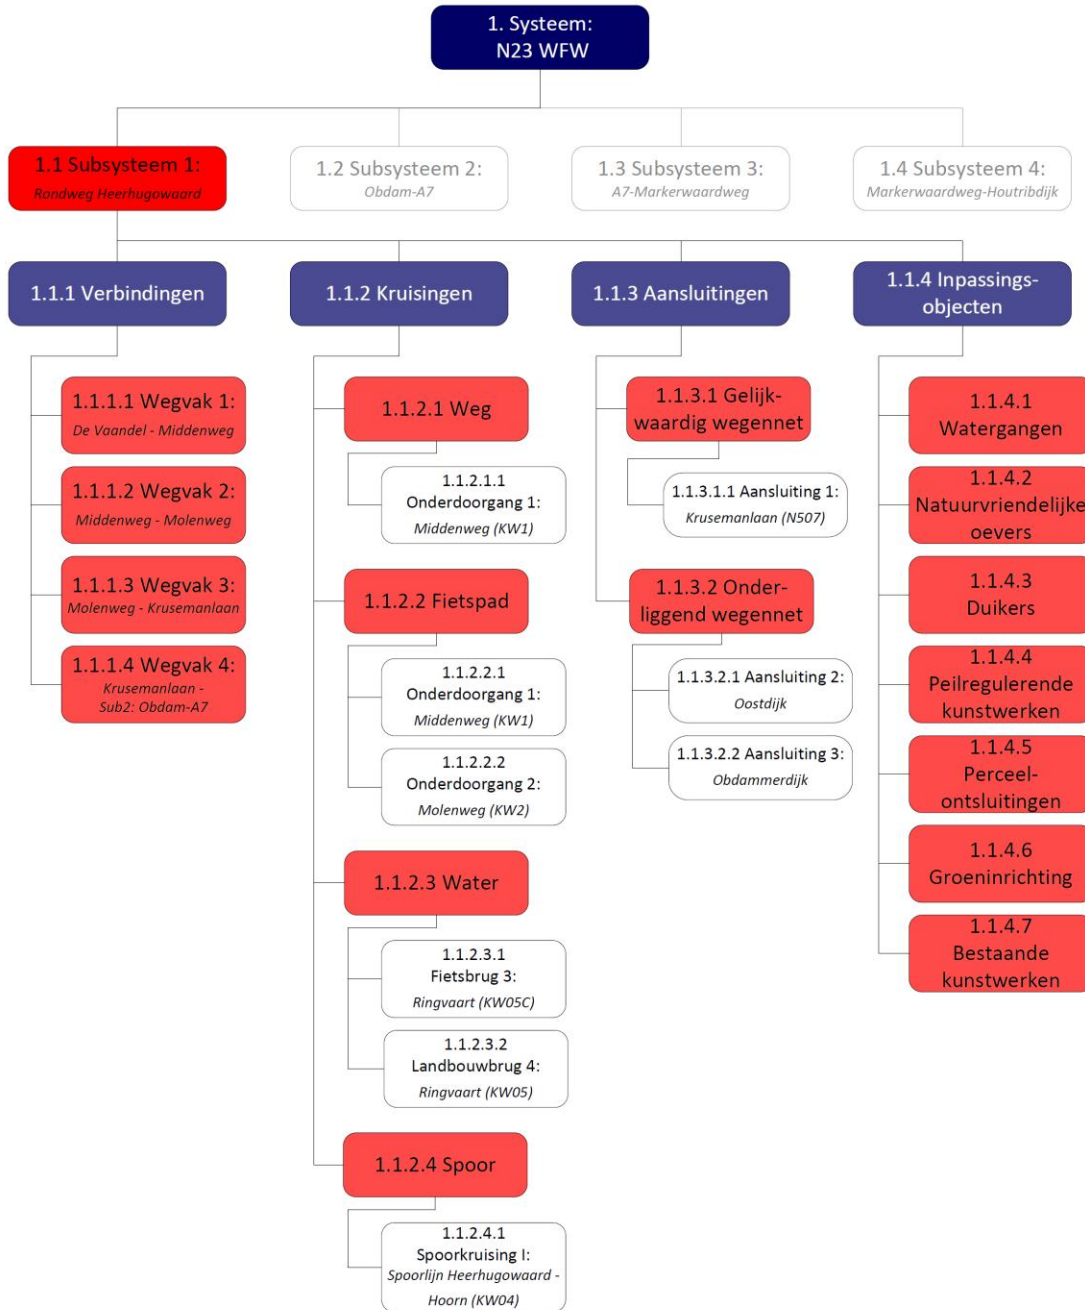 1. Systeem:
N23 WFW
1.1 Subsysteem 1:
Rondweg Heerhugowaard
1.2 Subsysteem 2:
Obdam-A7
1.3 Subsysteem 3:
A7-Markerwaardweg
1.4 Subsysteem 4:
Markerwaardweg-Houtribdijk
1.1.1 Verbindingen
1.1.1.1 Wegvak 1:
De Vaandel - Middenweg
1.1.1.2 Wegvak 2:
Middenweg - Molenweg
1.1.1.3 Wegvak 3:
Molenweg - Krusemanlaan
1.1.1.4 Wegvak 4:
Krusemanlaan -
Sub2: Obdam-A7
1.1.2 Kruisingen
1.1.2.1 Weg
1.1.2.1.1
Onderdoorgang 1:
Middenweg (KW1)
1.1.2.2 Fietspad
1.1.2.2.1
Onderdoorgang 1:
Middenweg (KW1)
1.1.2.2.2
Onderdoorgang 2:
Molenweg (KW2)
1.1.2.3 Water
1.1.2.3.1
Fietsbrug 3:
Ringvaart (KW05C)
1.1.2.3.2
Landbouwbrug 4:
Ringvaart (KW05)
1.1.2.4 Spoor
1.1.2.4.1
Spoorkruising I:
Spoorlijn Heerhugowaard -
Hoorn (KW04)
1.1.3 Aansluitingen
1.1.3.1 Gelijk-
waardig wegennet
1.1.3.1.1 Aansluiting 1:
Krusemanlaan (N507)
1.1.3.2 Onder-
liggend wegennet
1.1.3.2.1 Aansluiting 2:
Oostdijk
1.1.3.2.2 Aansluiting 3:
Obdammerdijk
1.1.4 Inpassings-
objecten
1.1.4.1
Watergangen
1.1.4.2
Natuurvriendelijke
oevers
1.1.4.3
Duikers
1.1.4.4
Peilregulerende
kunstwerken
1.1.4.5
Perceel-
ontsluitingen
1.1.4.6
Groeninrichting
1.1.4.7
Bestaande
kunstwerken